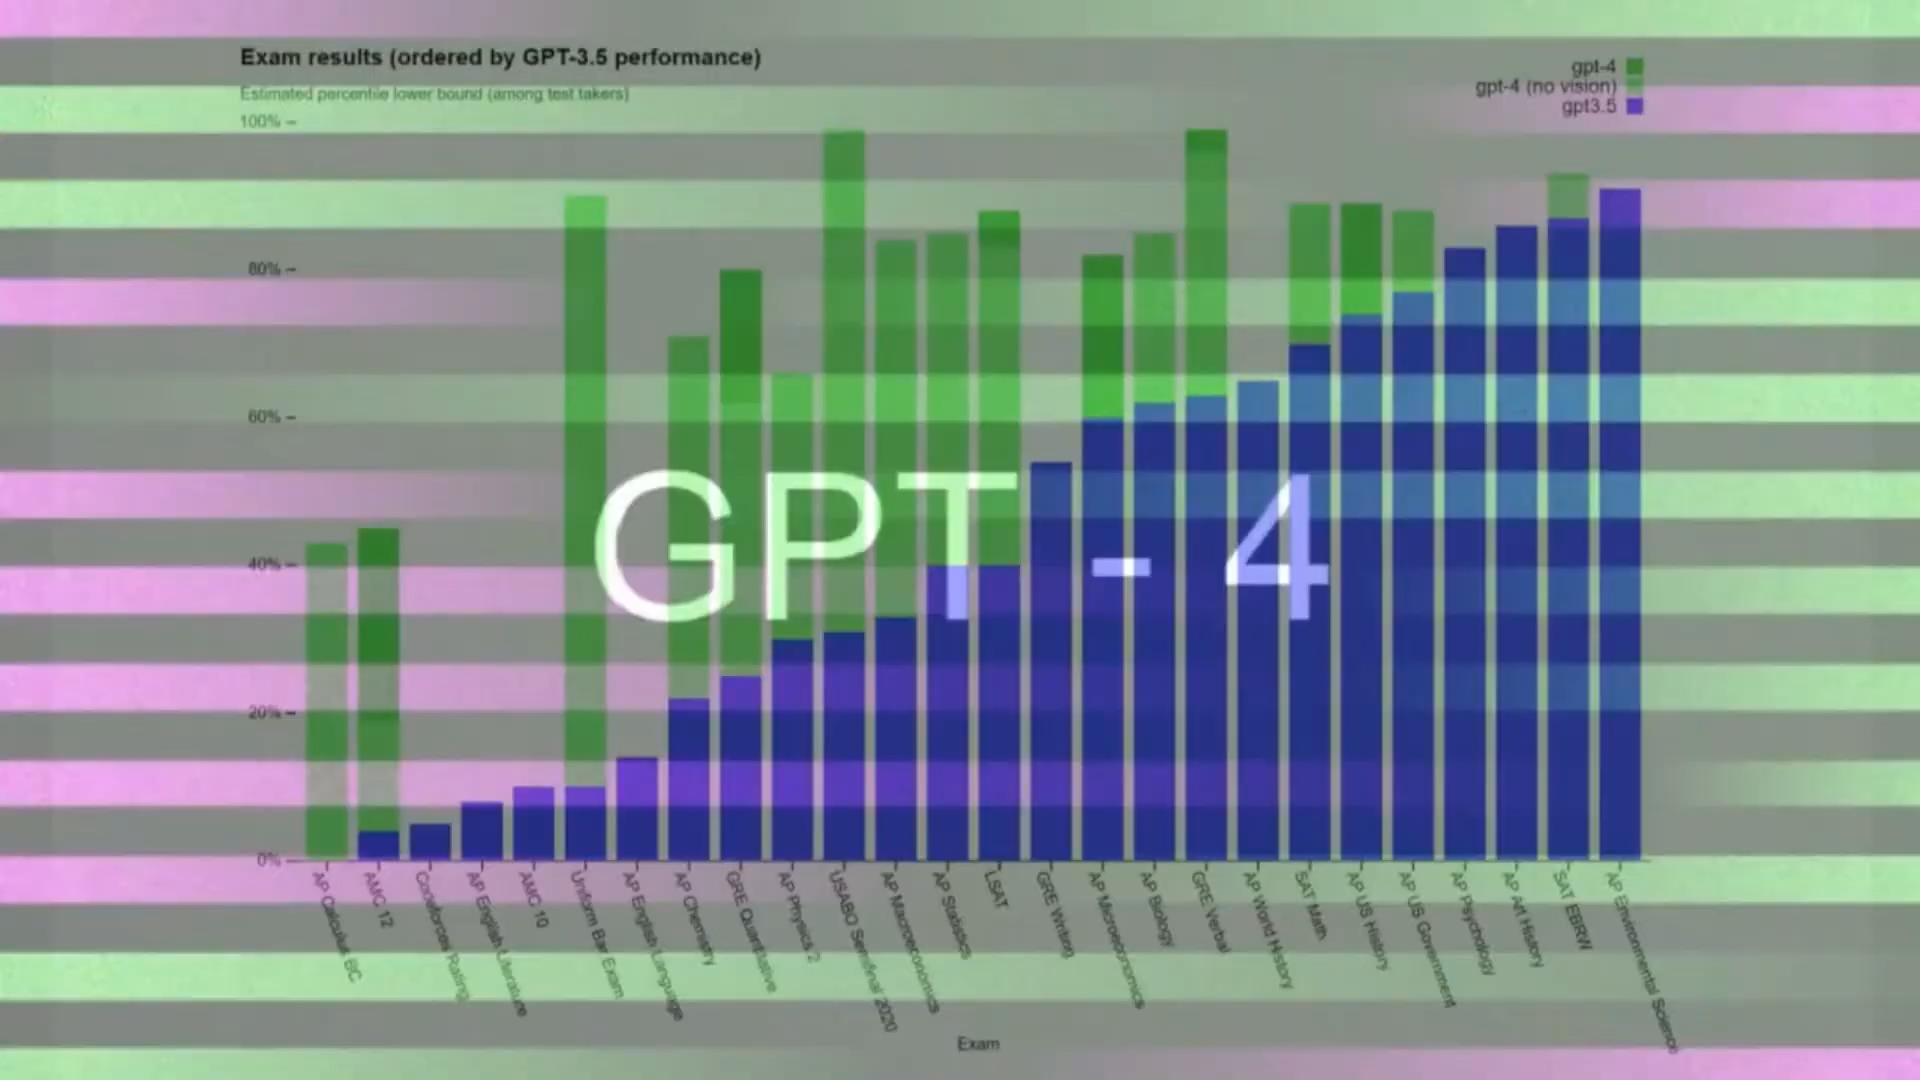 Exam results (ordered by GPT-3.5 performance)
Estimated percentile lower bound (among test takers)
gpt-4
gpt-4 (no vision)
gpt3.5
100%
80%
60%
40%
20%
0%
GPT - 4
AP Calculus BC
AMC 12
Codeforces Rating
AP English Literature
AMC 10
Uniform Bar Exam
AP English Language
AP Chemistry
GRE Quantitative
AP Physics 2
USABO Semifinal 2020
AP Macroeconomics
AP Statistics
LSAT
GRE Writing
AP Microeconomics
AP Biology
GRE Verbal
AP World History
SAT Math
AP US History
AP US Government
AP Psychology
AP Art History
SAT EBRW
AP Environmental Science
Exam